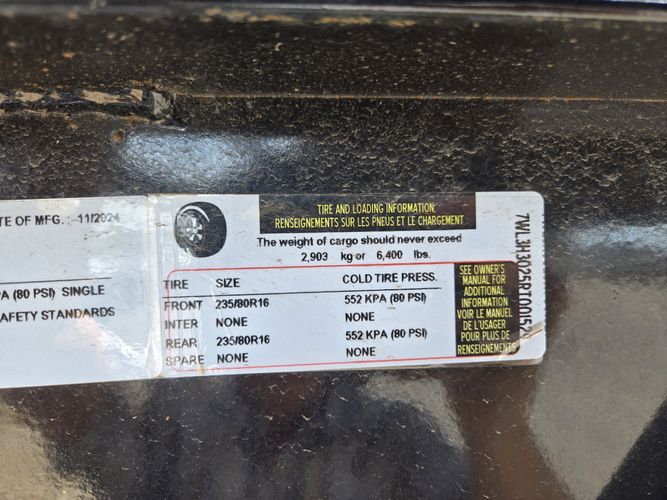 TE OF MFG.: 11/2024
PA (80 PSI) SINGLE
AFETY STANDARDS
TIRE AND LOADING INFORMATION
RENSEIGNEMENTS SUR LES PNEUS ET LE CHARGEMENT
The weight of cargo should never exceed
2,903 kg or 6,400 lbs.
TIRE SIZE COLD TIRE PRESS.
FRONT 235/80R16 552 KPA (80 PSI)
INTER NONE NONE
REAR 235/80R16 552 KPA (80 PSI)
SPARE NONE NONE
SEE OWNER'S
MANUAL FOR
ADDITIONAL
INFORMATION
VOIR LE MANUEL
DE L'USAGER
POUR PLUS DE
RENSEIGNEMENTS